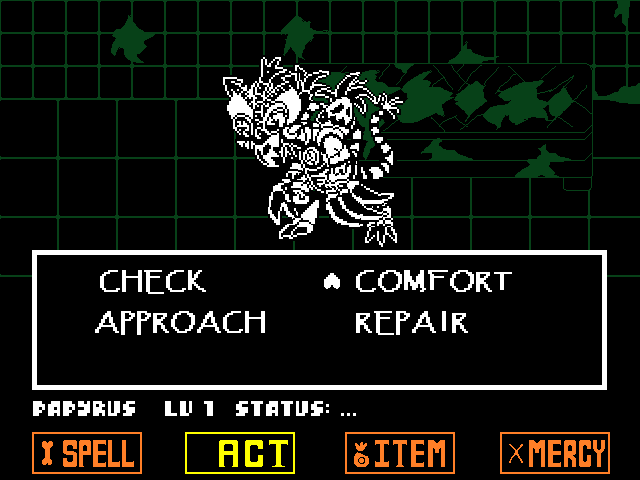 CHECK COMFORT
APPROACH REPAIR
PAPYRUS LV 1 STATUS: ...
SPELL ACT ITEM MERCY